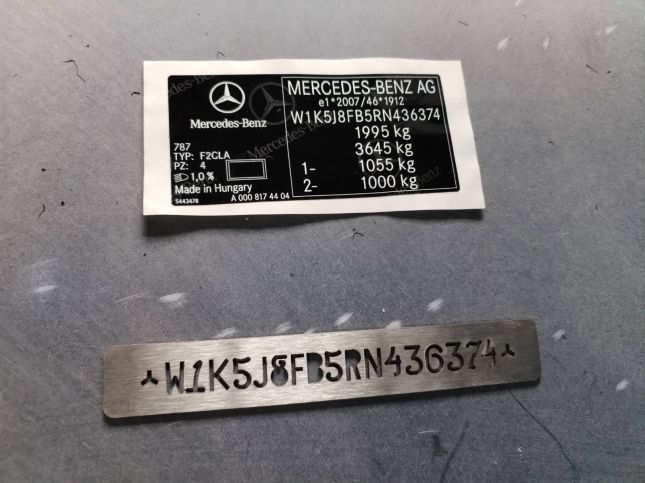 Mercedes-Benz
787
TYP: F2CLA
PZ: 4
1,0%
Made in Hungary
5443478
A 000 817 44 04
MERCEDES-BENZ AG
e1*2007/46*1912
W1K5J8FB5RN436374
1995 kg
3645 kg
1- 1055 kg
2- 1000 kg
W1K5J8FB5RN436374